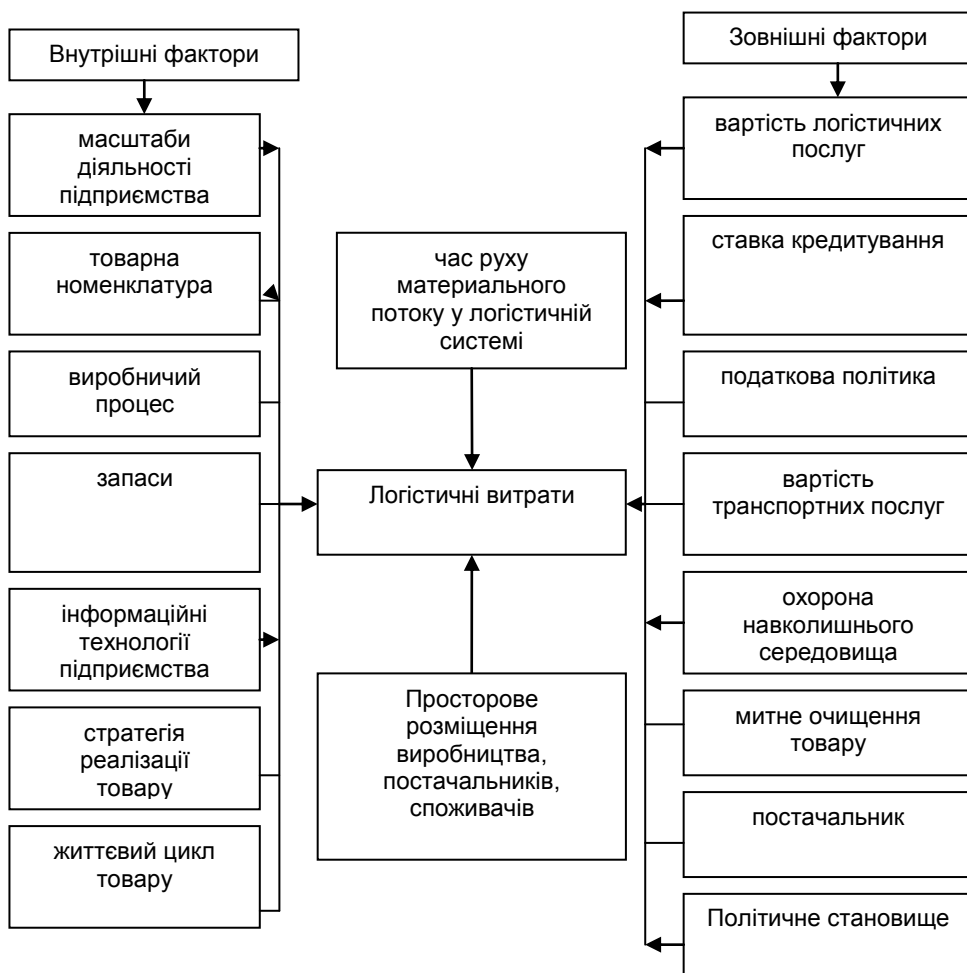 Внутрішні фактори
масштаби
діяльності
підприємства
товарна
номенклатура
виробничий
процес
запаси
інформаційні
технології
підприємства
стратегія
реалізації
товару
життєвий цикл
товару
час руху
материального
потоку у логістичній
системі
Логістичні витрати
Просторове
розміщення
виробництва,
постачальників,
споживачів
Зовнішні фактори
вартість логістичних
послуг
ставка кредитування
податкова політика
вартість
транспортних послуг
охорона
навколишнього
середовища
митне очищення
товару
постачальник
Політичне становище